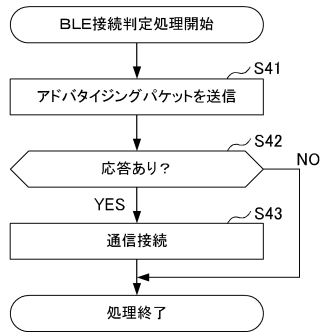 ＢＬＥ接続判定処理開始
S41
アドバタイジングパケットを送信
S42
応答あり？
NO
YES
S43
通信接続
処理終了